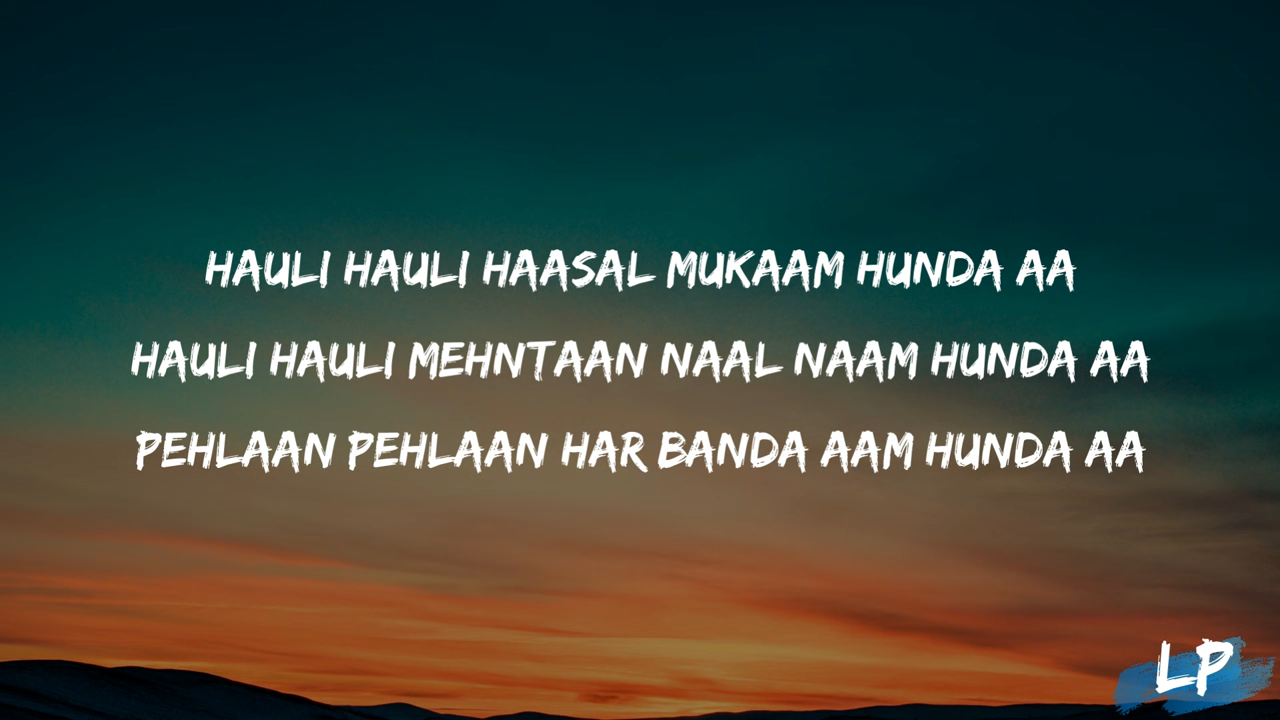 HAULI HAULI HAASAL MUKAAM HUNDA AA
HAULI HAULI MEHNTAAN NAAL NAAM HUNDA AA
PEHLAAN PEHLAAN HAR BANDA AAM HUNDA AA
LP